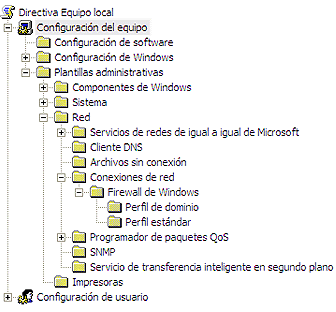 Directiva Equipo local
Configuración del equipo
Configuración de software
Configuración de Windows
Plantillas administrativas
Componentes de Windows
Sistema
Red
Servicios de redes de igual a igual de Microsoft
Cliente DNS
Archivos sin conexión
Conexiones de red
Firewall de Windows
Perfil de dominio
Perfil estándar
Programador de paquetes QoS
SNMP
Servicio de transferencia inteligente en segundo plano
Impresoras
Configuración de usuario